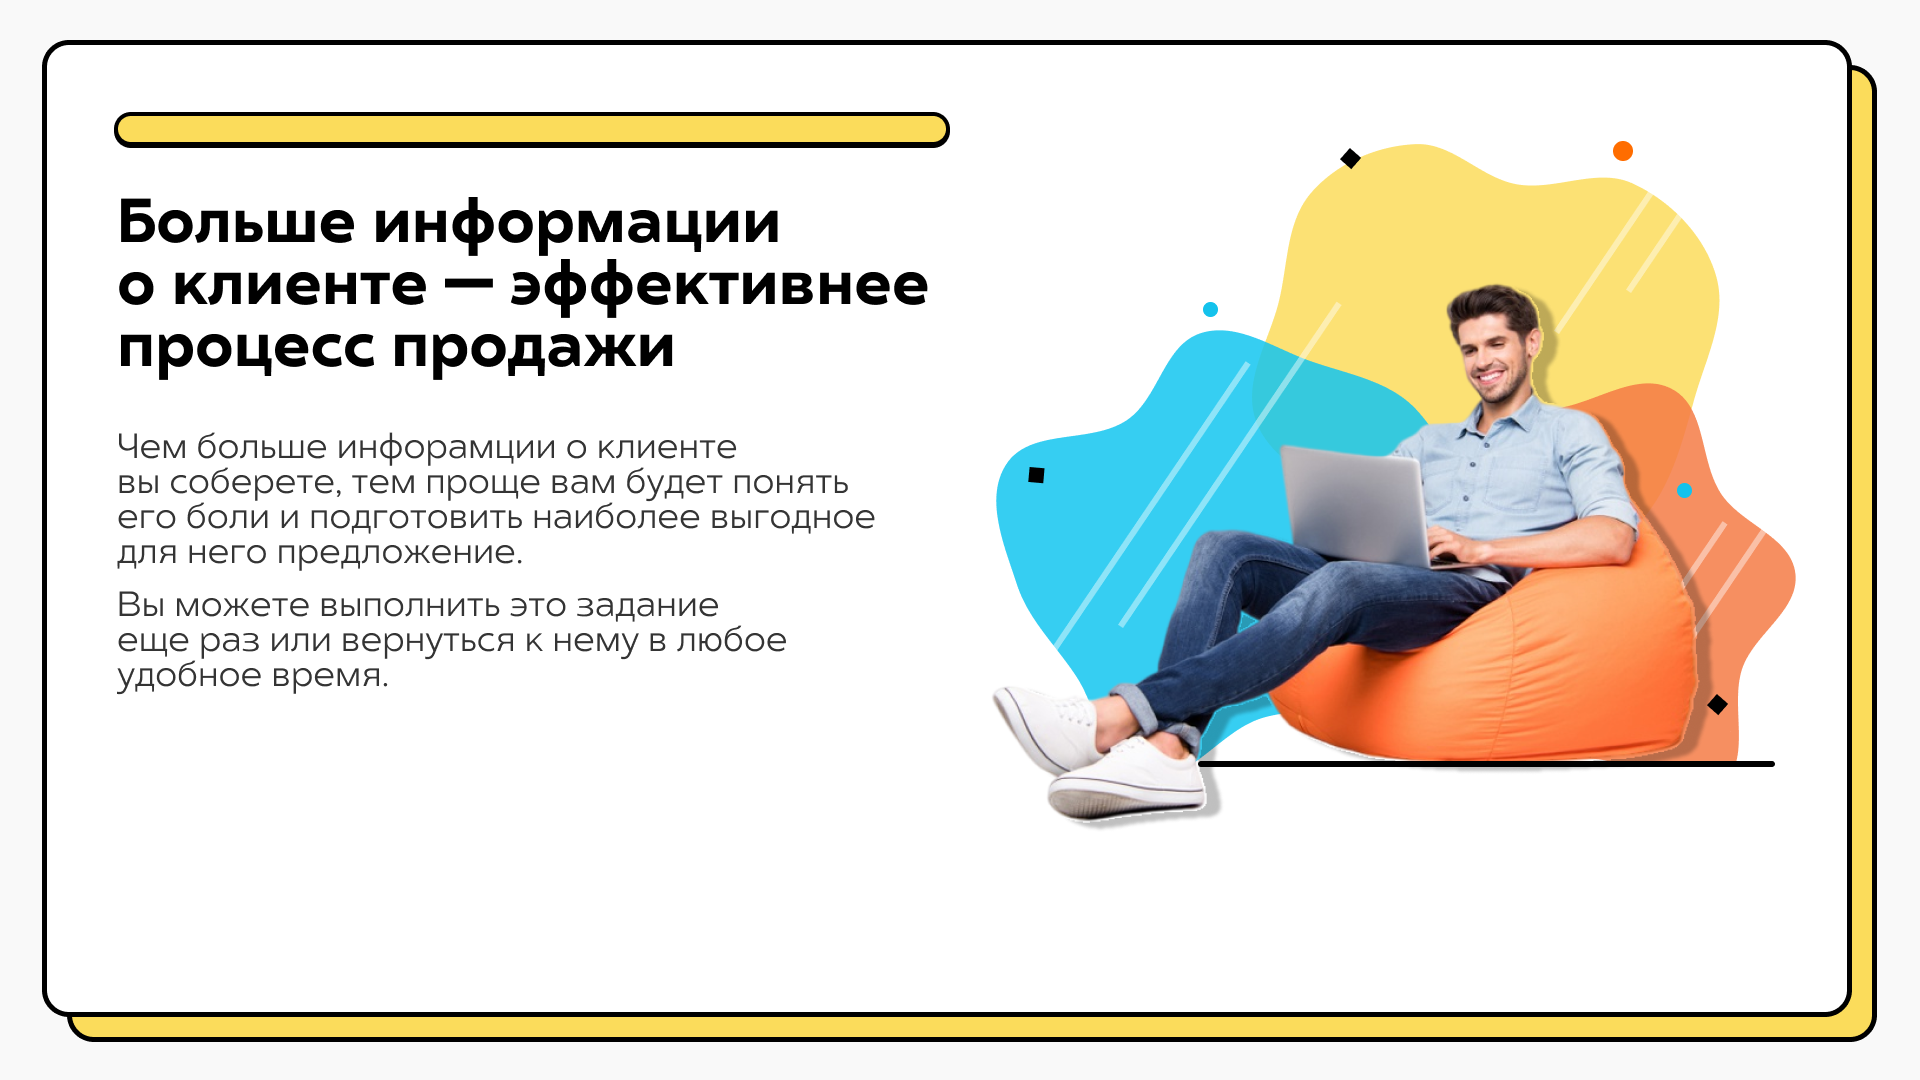 Больше информации
о клиенте — эффективнее
процесс продажи
Чем больше инфорамции о клиенте
вы соберете, тем проще вам будет понять
его боли и подготовить наиболее выгодное
для него предложение.
Вы можете выполнить это задание
еще раз или вернуться к нему в любое
удобное время.